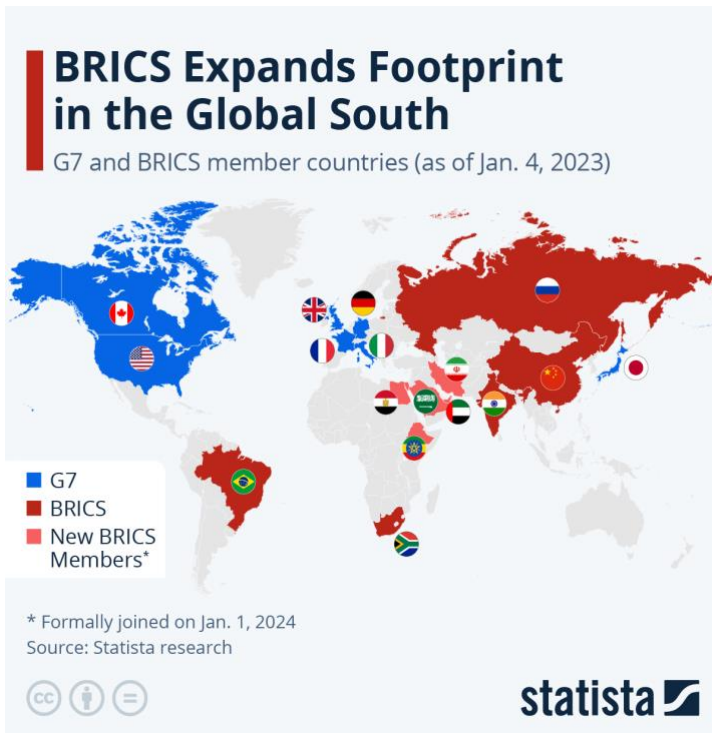 BRICS Expands Footprint
in the Global South
G7 and BRICS member countries (as of Jan. 4, 2023)
G7
BRICS
New BRICS
Members*
* Formally joined on Jan. 1, 2024
Source: Statista research
cc
statista